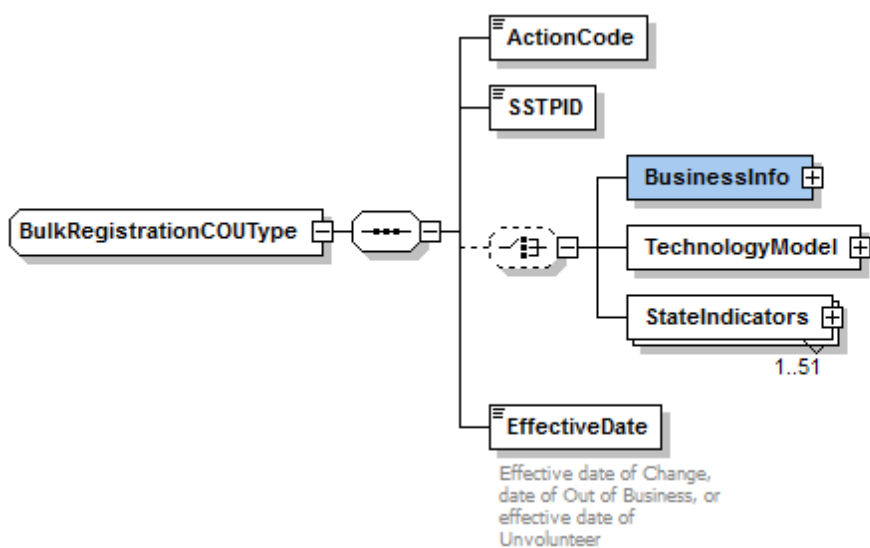 ActionCode
SSTPID
BusinessInfo
BulkRegistrationCOUType
TechnologyModel
StateIndicators
1..51
EffectiveDate
Effective date of Change,
date of Out of Business, or
effective date of
Unvolunteer